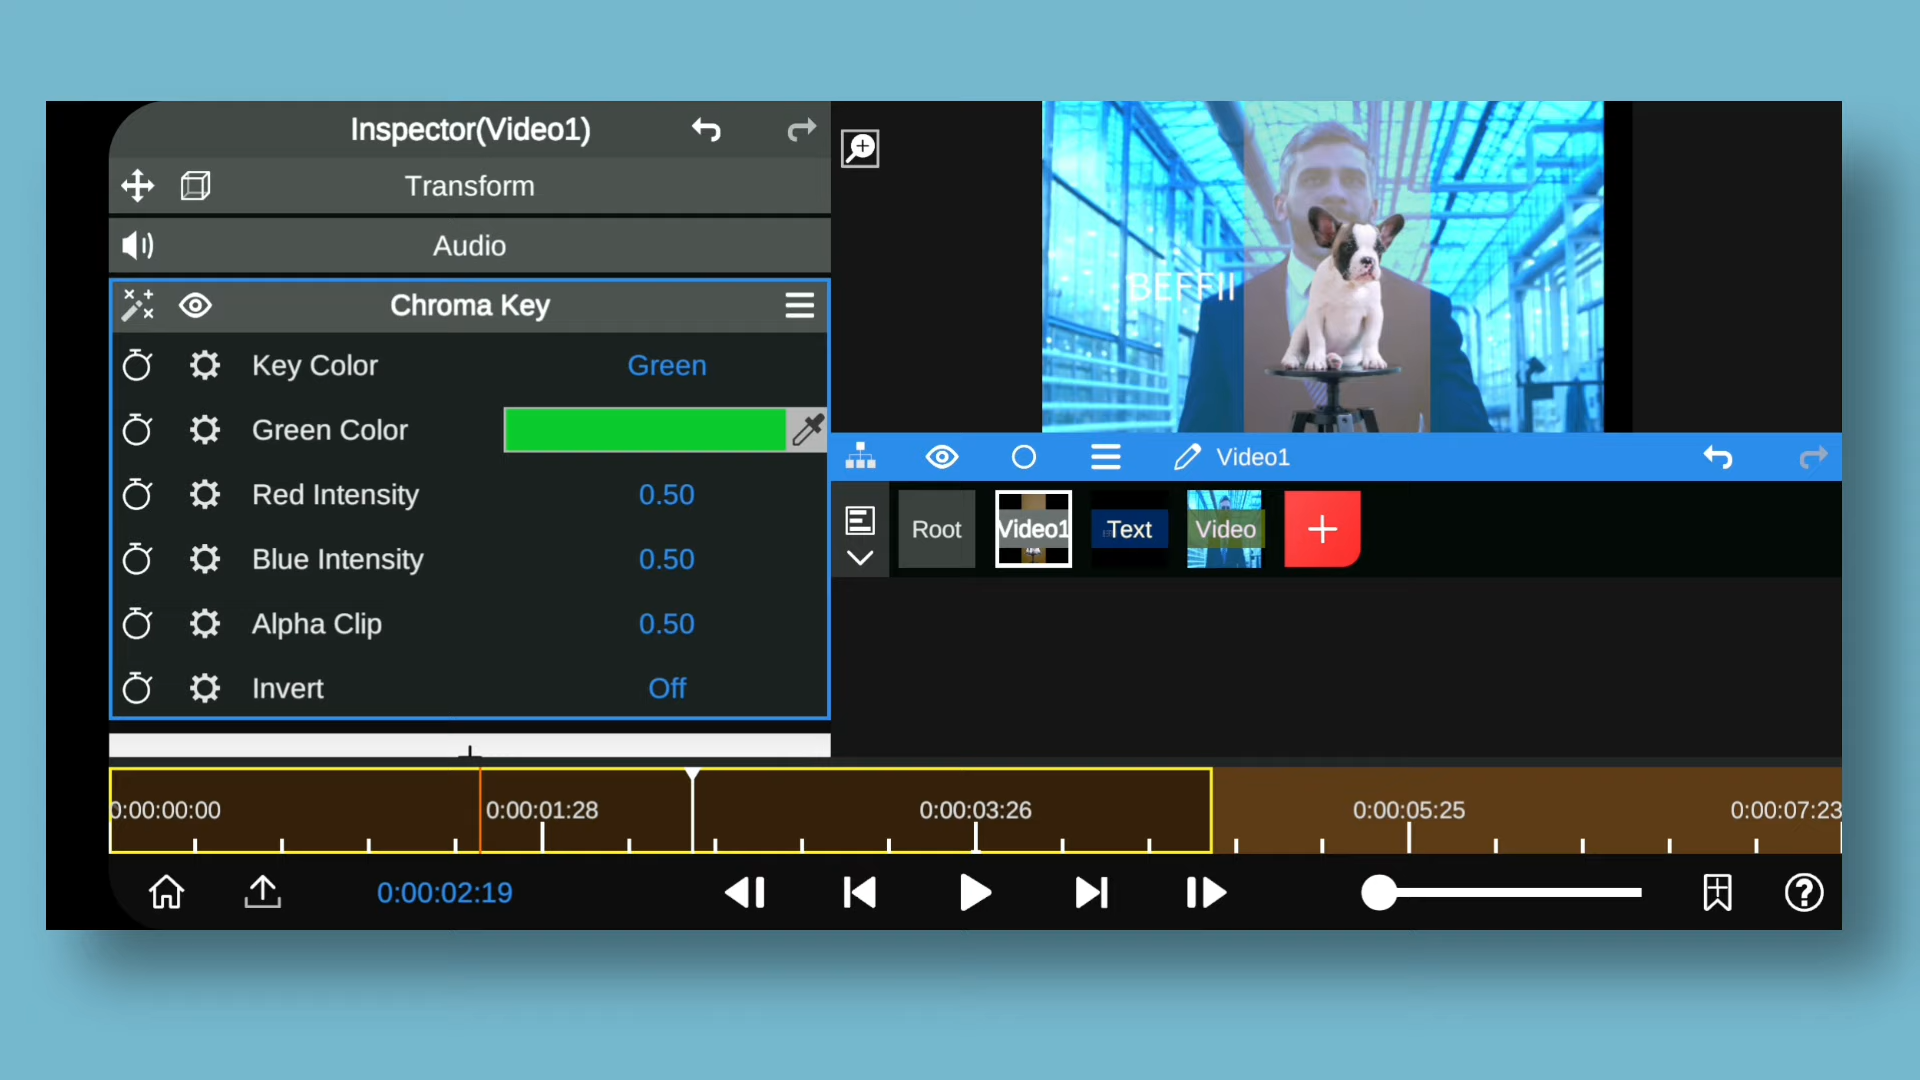 Inspector(Video1)
Transform
Audio
Chroma Key
Key Color Green
Green Color
Red Intensity 0.50
Blue Intensity 0.50
Alpha Clip 0.50
Invert Off
BEFFII
Video1
Root Video1 Text Video
0:00:00:00 0:00:01:28 0:00:03:26 0:00:05:25 0:00:07:23
0:00:02:19